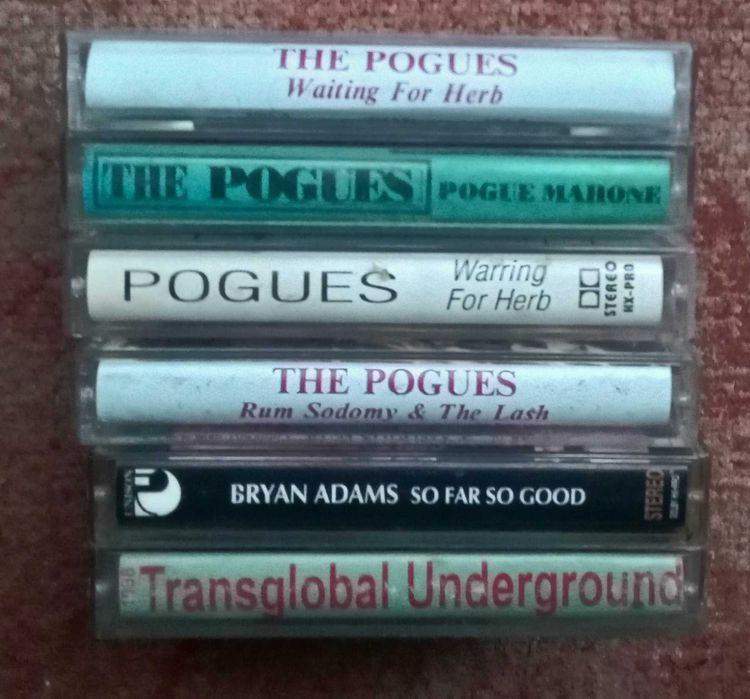 THE POGUES
Waiting For Herb
THE POGUES POGUE MAHONE
POGUES
Warring
For Herb
STEREO
HX-PRO
THE POGUES
Rum Sodomy & The Lash
BRYAN ADAMS SO FAR SO GOOD
STEREO
1998
Transglobal Underground